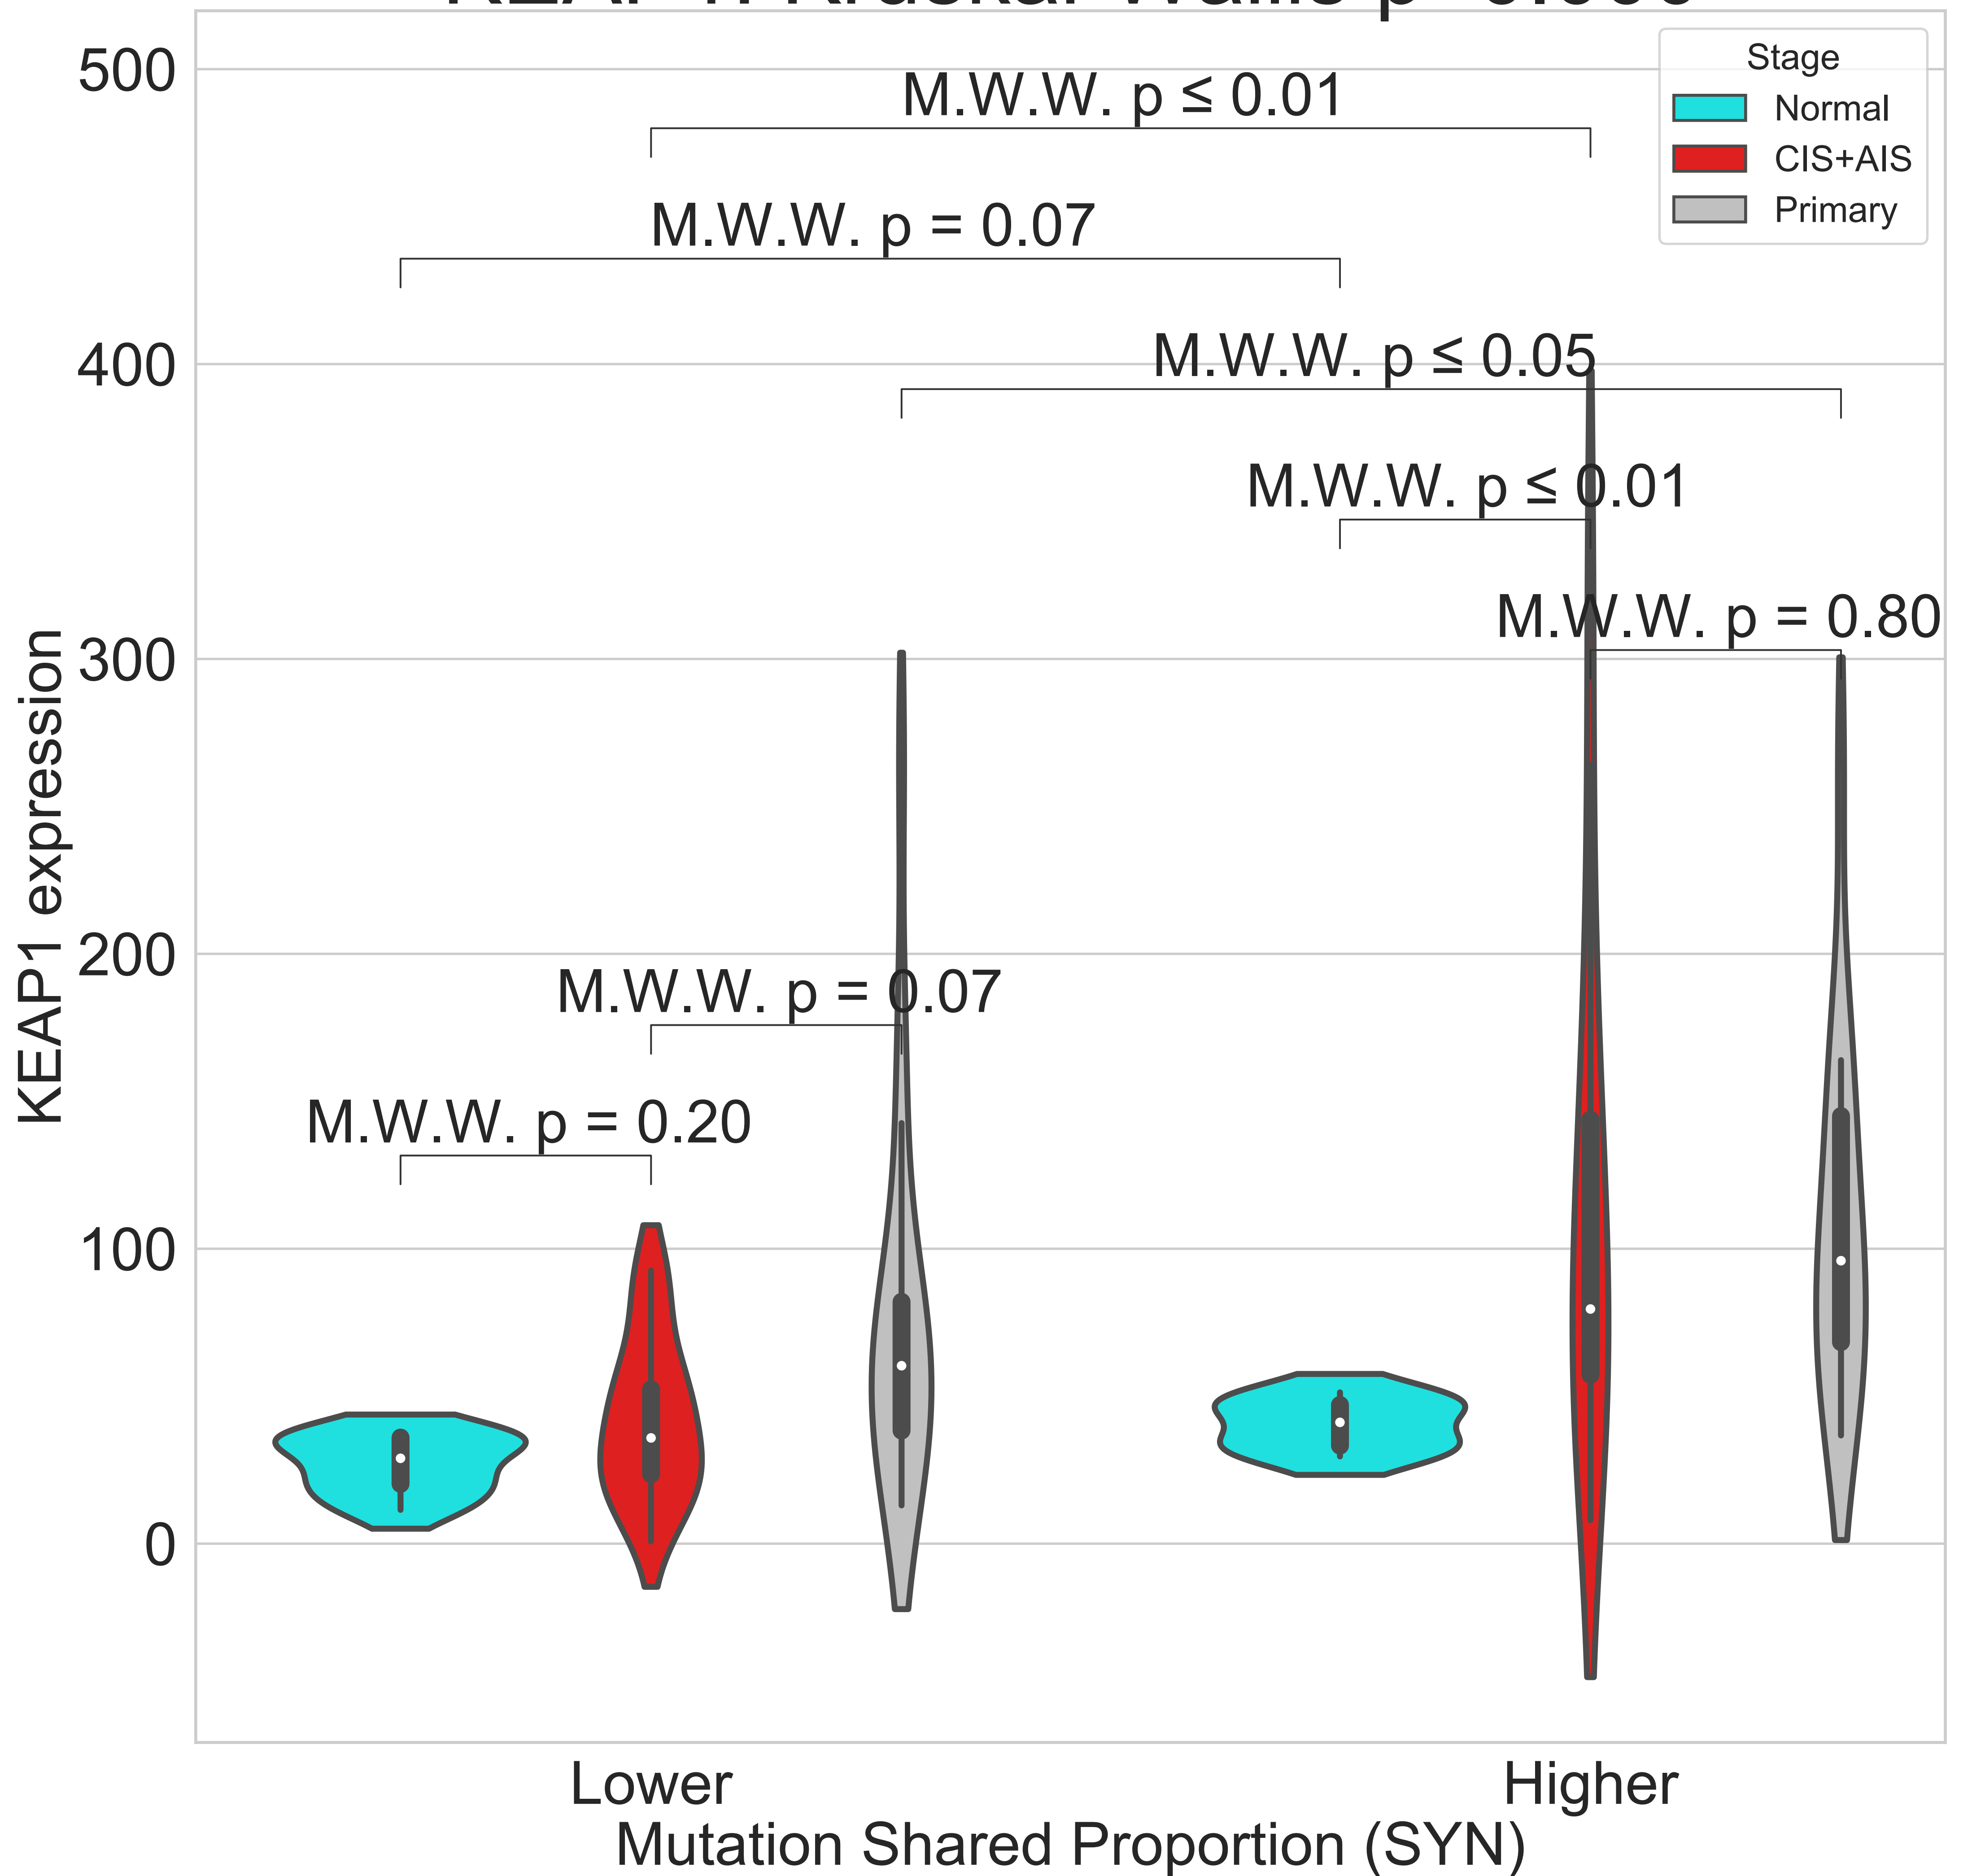 500
400
300
200
100
0
KEAP1 expression
M.W.W. p ≤ 0.01
M.W.W. p = 0.07
M.W.W. p ≤ 0.05
M.W.W. p ≤ 0.01
M.W.W. p = 0.80
M.W.W. p = 0.07
M.W.W. p = 0.20
Stage
Normal
CIS+AIS
Primary
Lower
Higher
Mutation Shared Proportion (SYN)